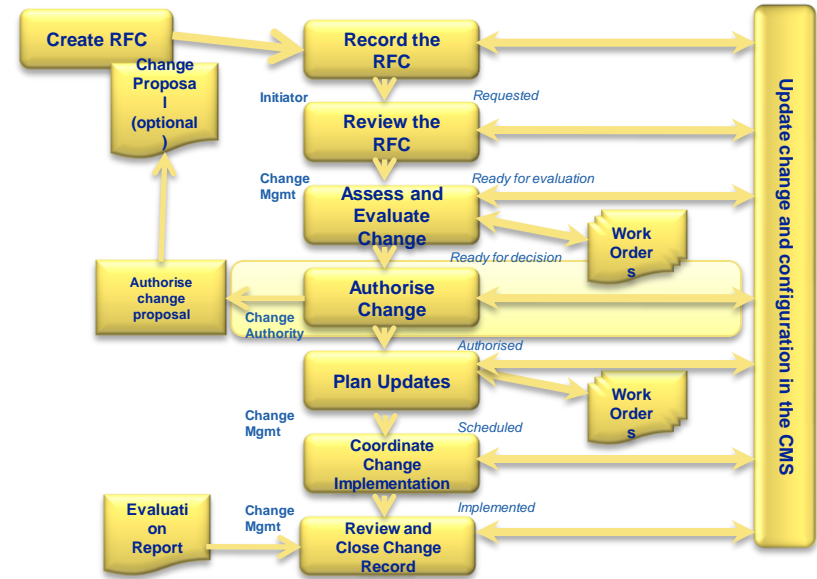 Create RFC
Change
Proposa
l
(optional
)
Record the
RFC
Initiator
Requested
Review the
RFC
Change
Mgmt
Ready for evaluation
Assess and
Evaluate
Change
Work
Order
s
Ready for decision
Authorise
change
proposal
Authorise
Change
Change
Authority
Authorised
Plan Updates
Work
Order
s
Change
Mgmt
Scheduled
Coordinate
Change
Implementation
Evaluati
on
Report
Change
Mgmt
Implemented
Review and
Close Change
Record
Update change and configuration in the CMS